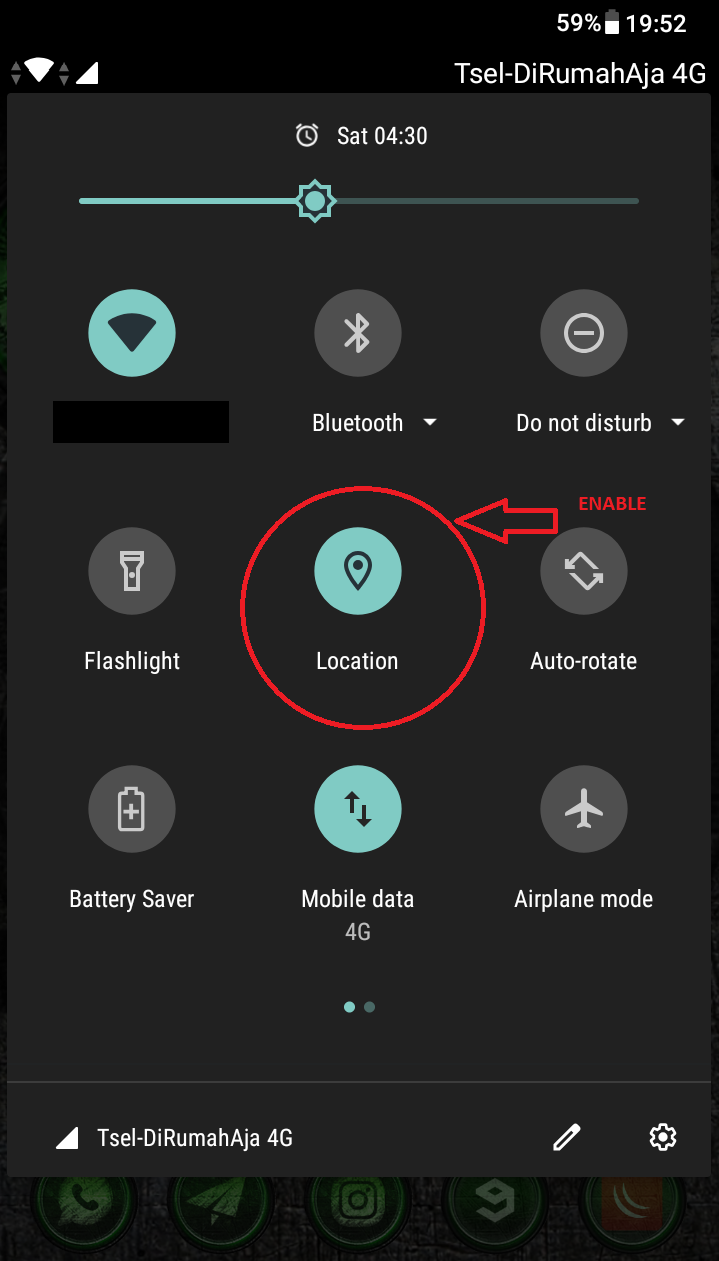 59% 19:52
Tsel-DiRumahAja 4G
Sat 04:30
Bluetooth
Do not disturb
ENABLE
Flashlight
Location
Auto-rotate
Battery Saver
Mobile data
Airplane mode
4G
Tsel-DiRumahAja 4G